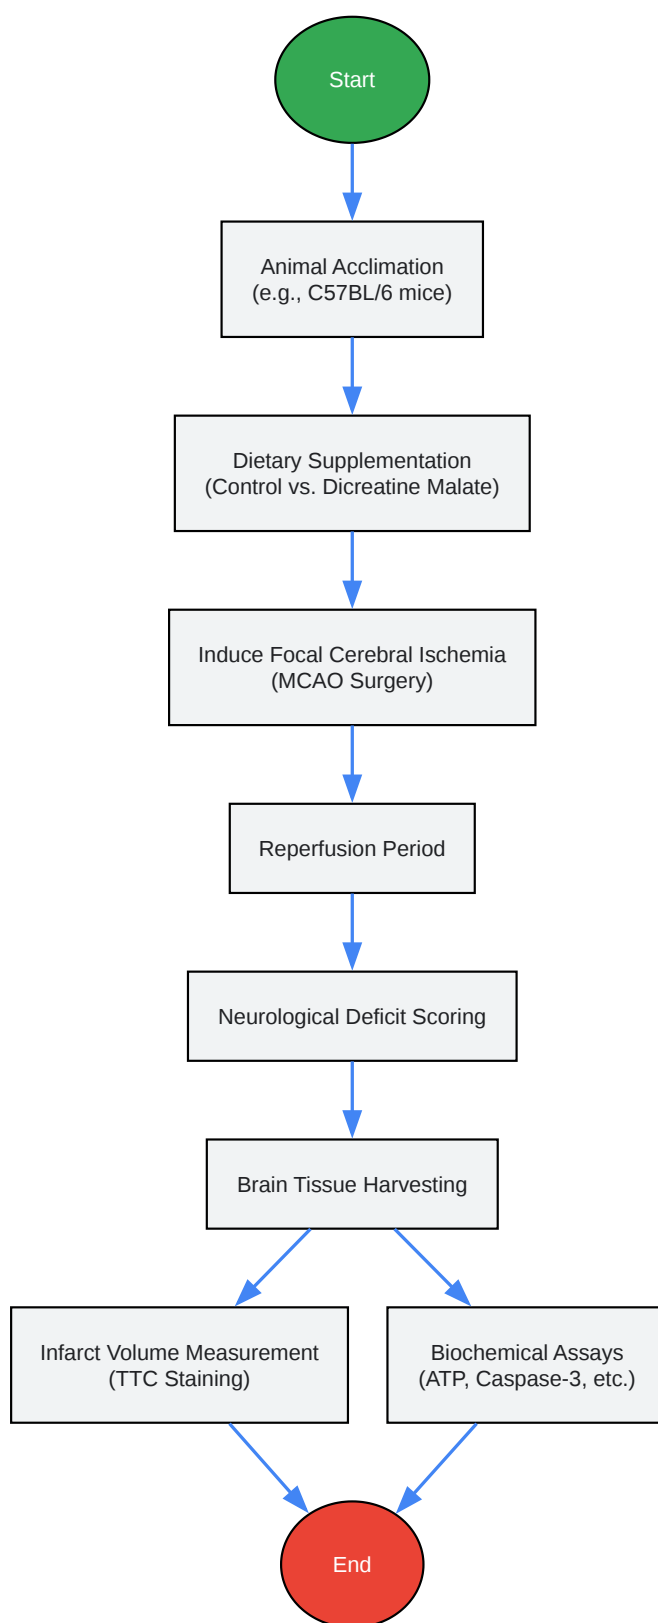 Start
Animal Acclimation
(e.g., C57BL/6 mice)
Dietary Supplementation
(Control vs. Dicreatine Malate)
Induce Focal Cerebral Ischemia
(MCAO Surgery)
Reperfusion Period
Neurological Deficit Scoring
Brain Tissue Harvesting
Infarct Volume Measurement
(TTC Staining)
Biochemical Assays
(ATP, Caspase-3, etc.)
End